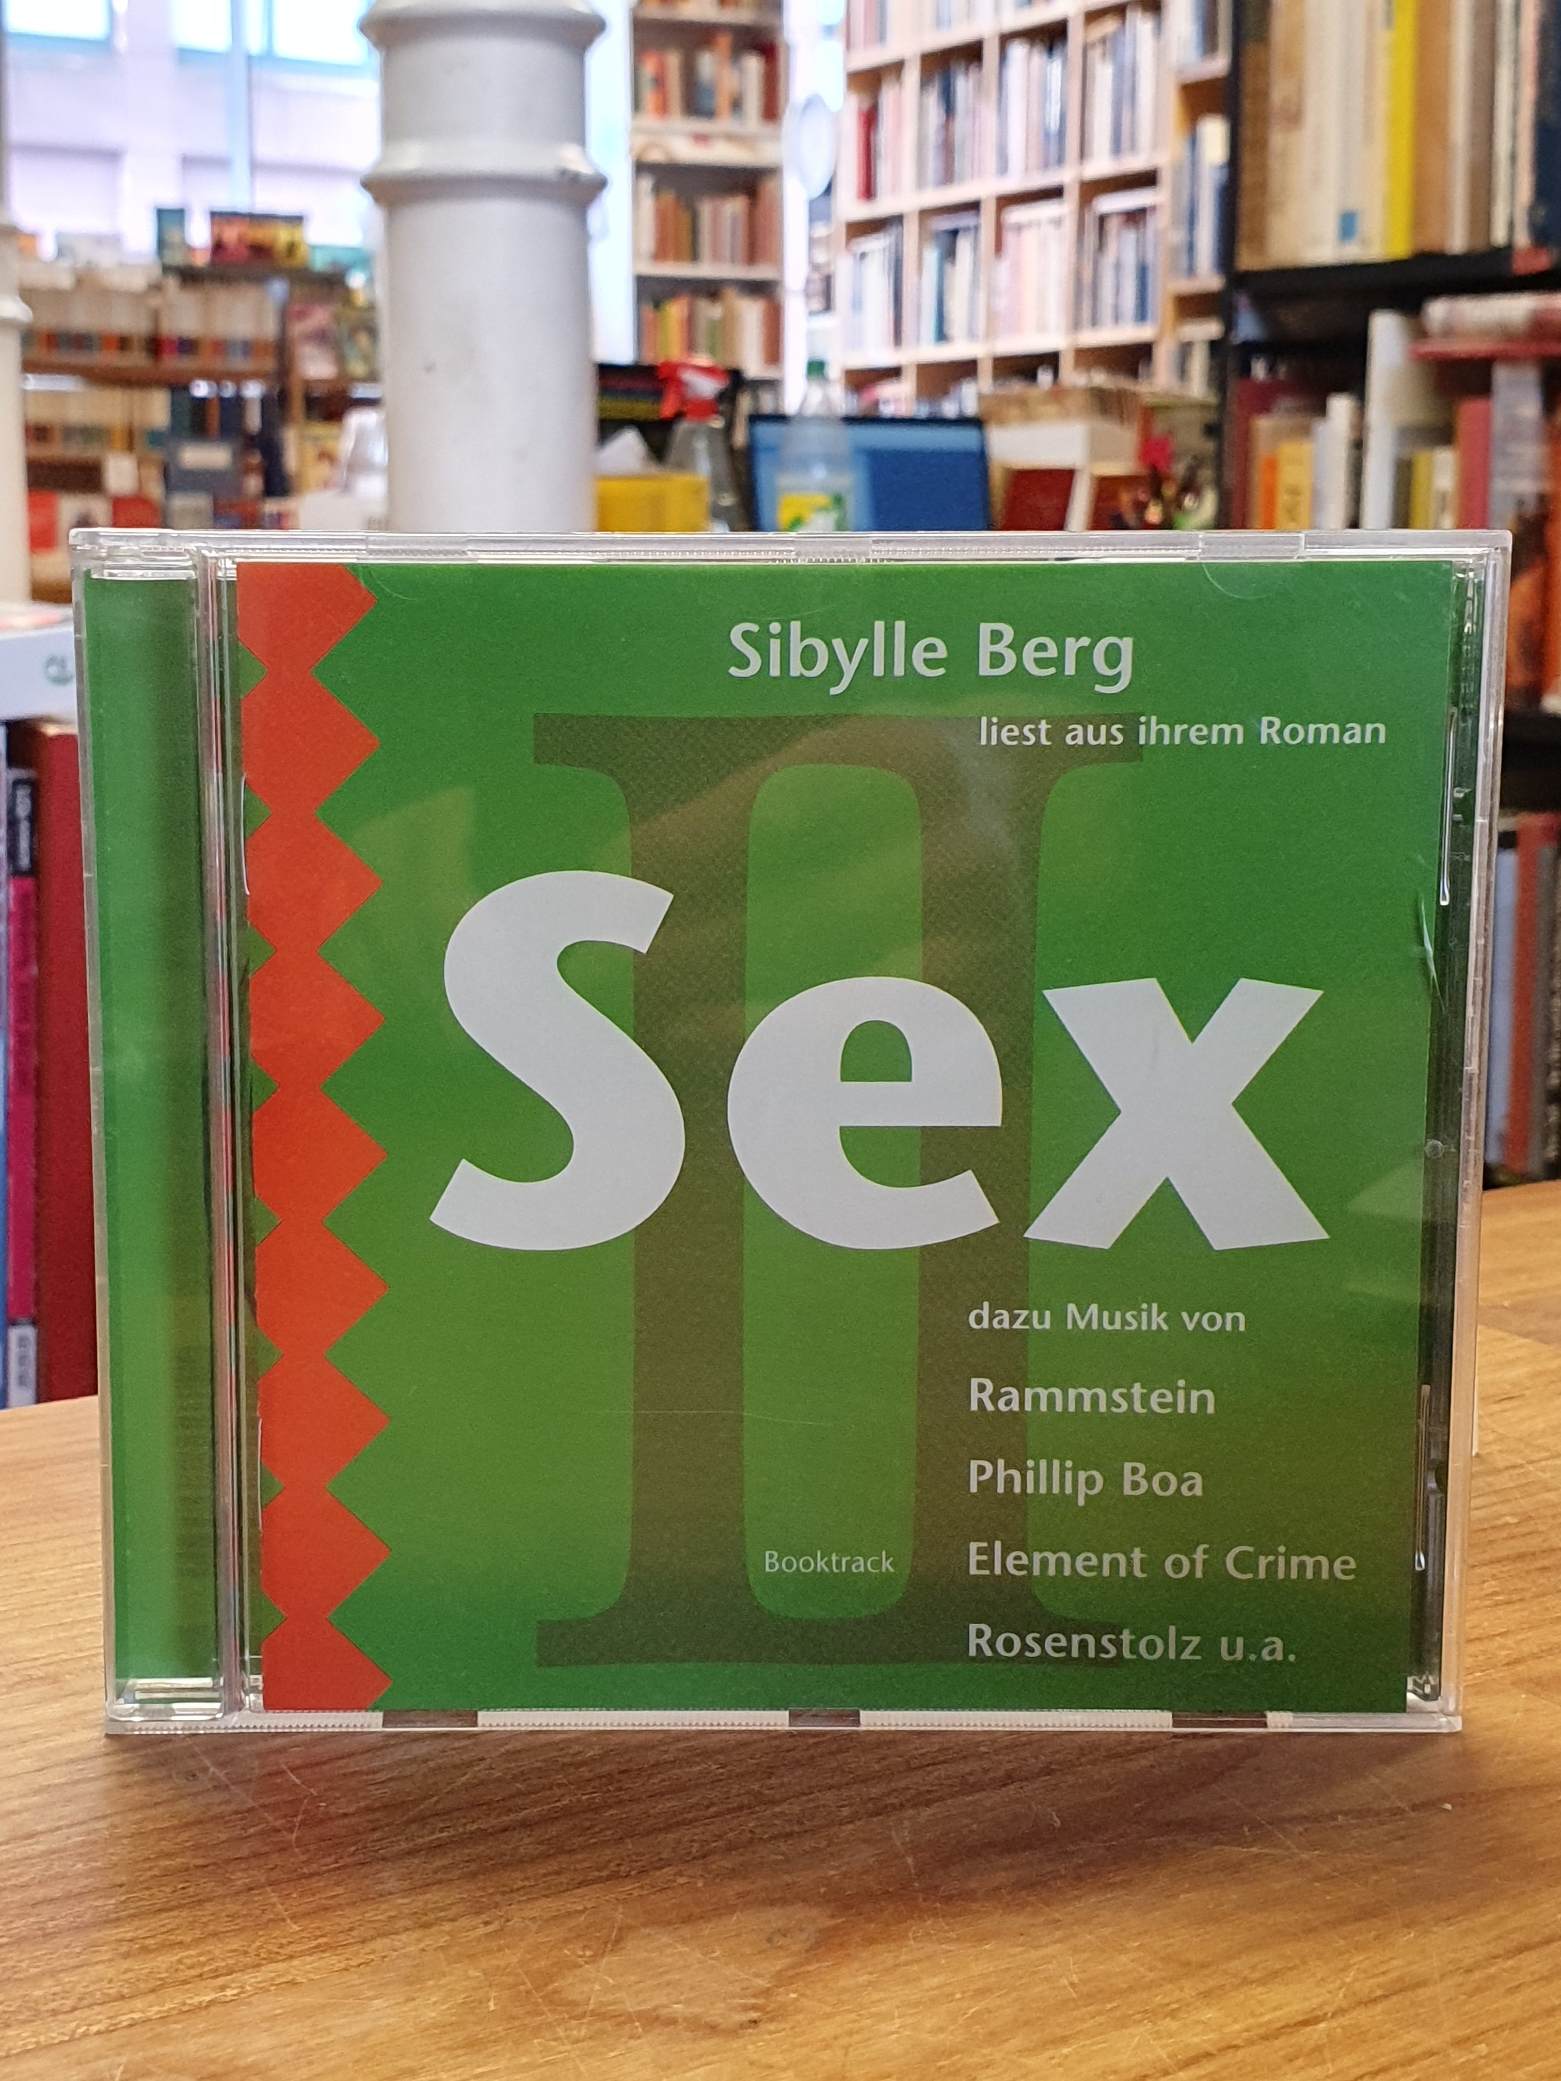 Sibylle Berg
liest aus ihrem Roman
II
Sex
dazu Musik von
Rammstein
Phillip Boa
Element of Crime
Booktrack
Rosenstolz u.a.